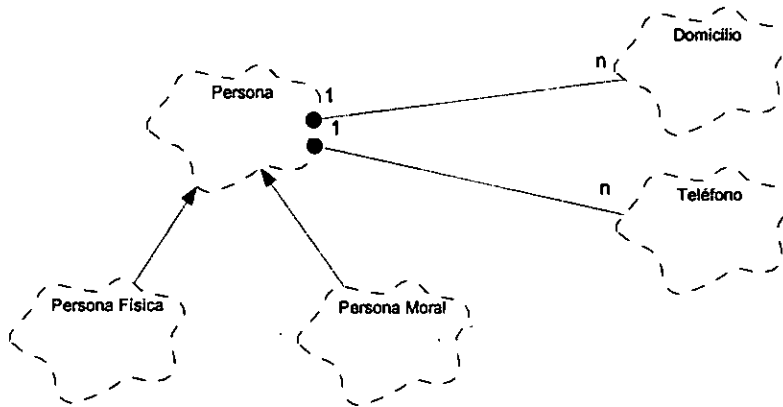 Domicilio
n
Persona
1
1
n
Teléfono
Persona Física
Persona Moral